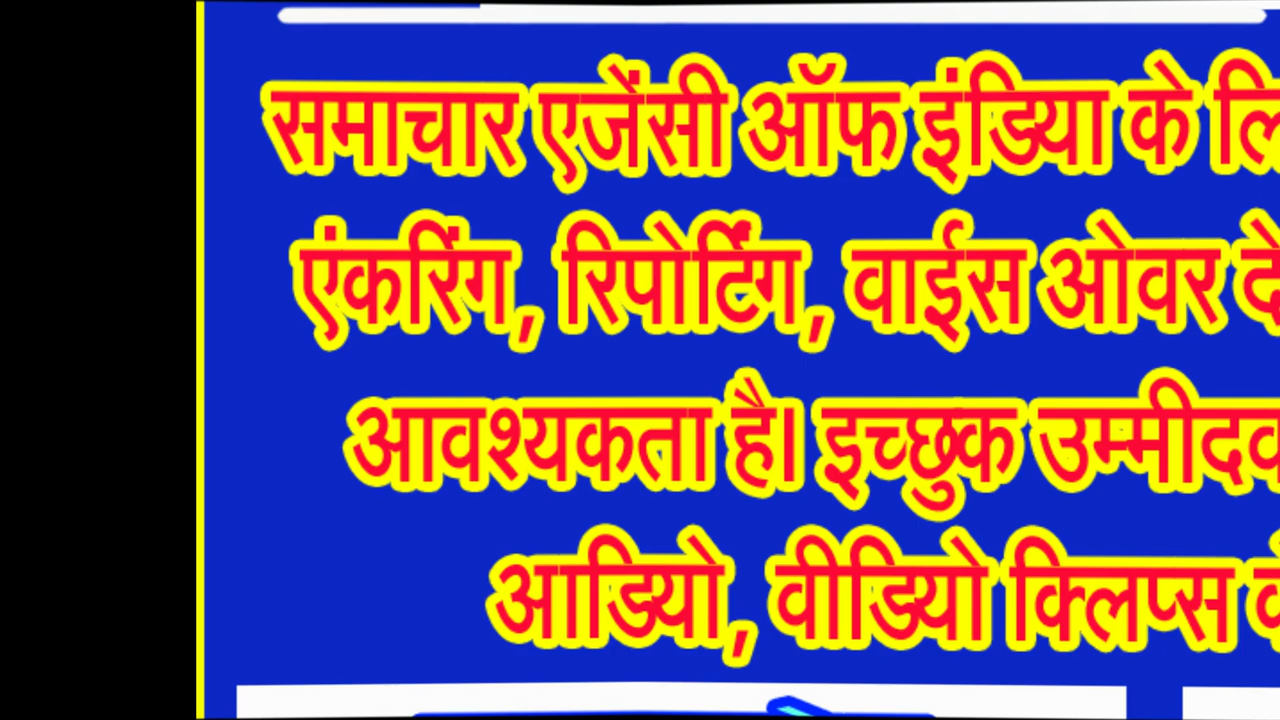 समाचार एजेंसी ऑफ इंडिया के
एंकरिंग, रिपोर्टिंग, वाईस ओवर
आवश्यकता है। इच्छुक
आडियो, वीडियो क्लिप्स